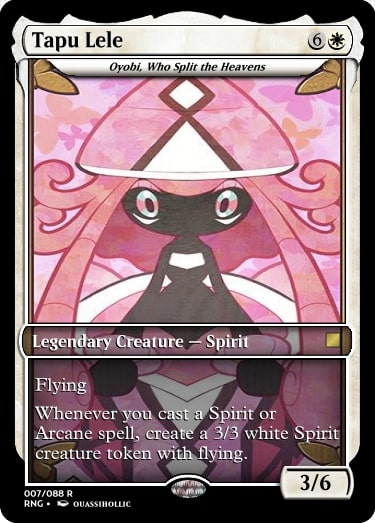 Tapu Lele 6
Oyobi, Who Split the Heavens
Legendary Creature — Spirit
Flying
Whenever you cast a Spirit or
Arcane spell, create a 3/3 white Spirit
creature token with flying.
007/088 R
RNG • OUASSIHOLLIC
3/6